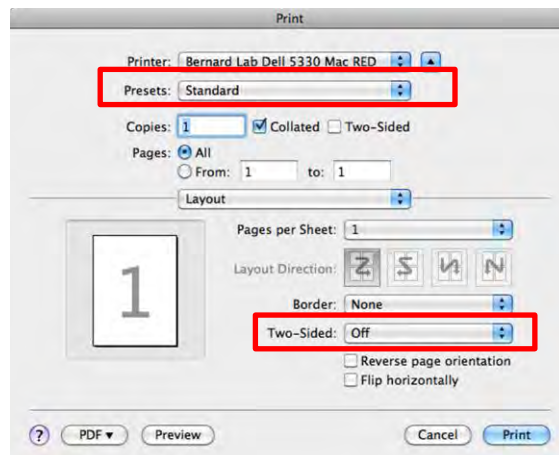 Print
Printer: Bernard Lab Dell 5330 Mac RED
Presets: Standard
Copies: 1 Collated Two-Sided
Pages: All
From: 1 to: 1
Layout
Pages per Sheet: 1
1
Layout Direction:
Border: None
Two-Sided: Off
Reverse page orientation
Flip horizontally
? PDF Preview Cancel Print